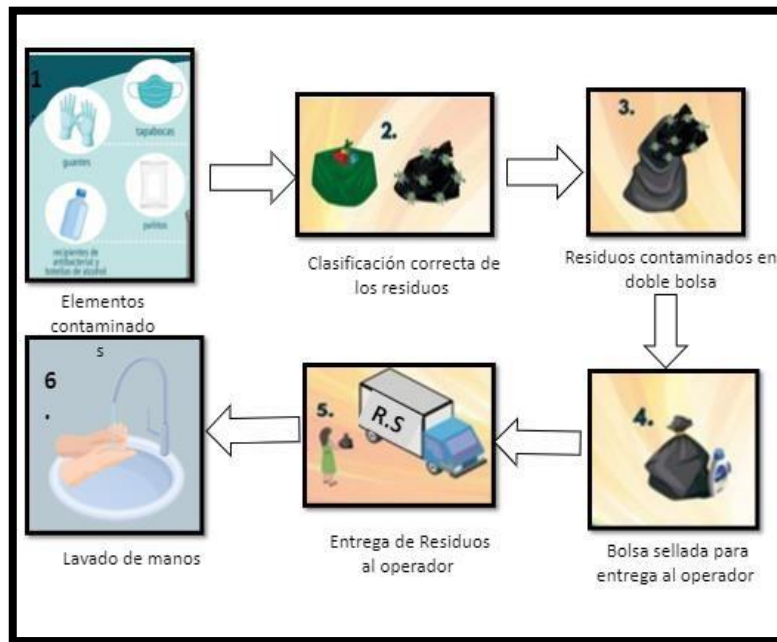 1
.
tapabocas
guantes
pañitos
recipientes de
antibacterial y
botellas de alcohol
Elementos
contaminado
s
2.
Clasificación correcta de
los residuos
3.
Residuos contaminados en
doble bolsa
4.
Bolsa sellada para
entrega al operador
5.
R.S
Entrega de Residuos
al operador
6
.
Lavado de manos